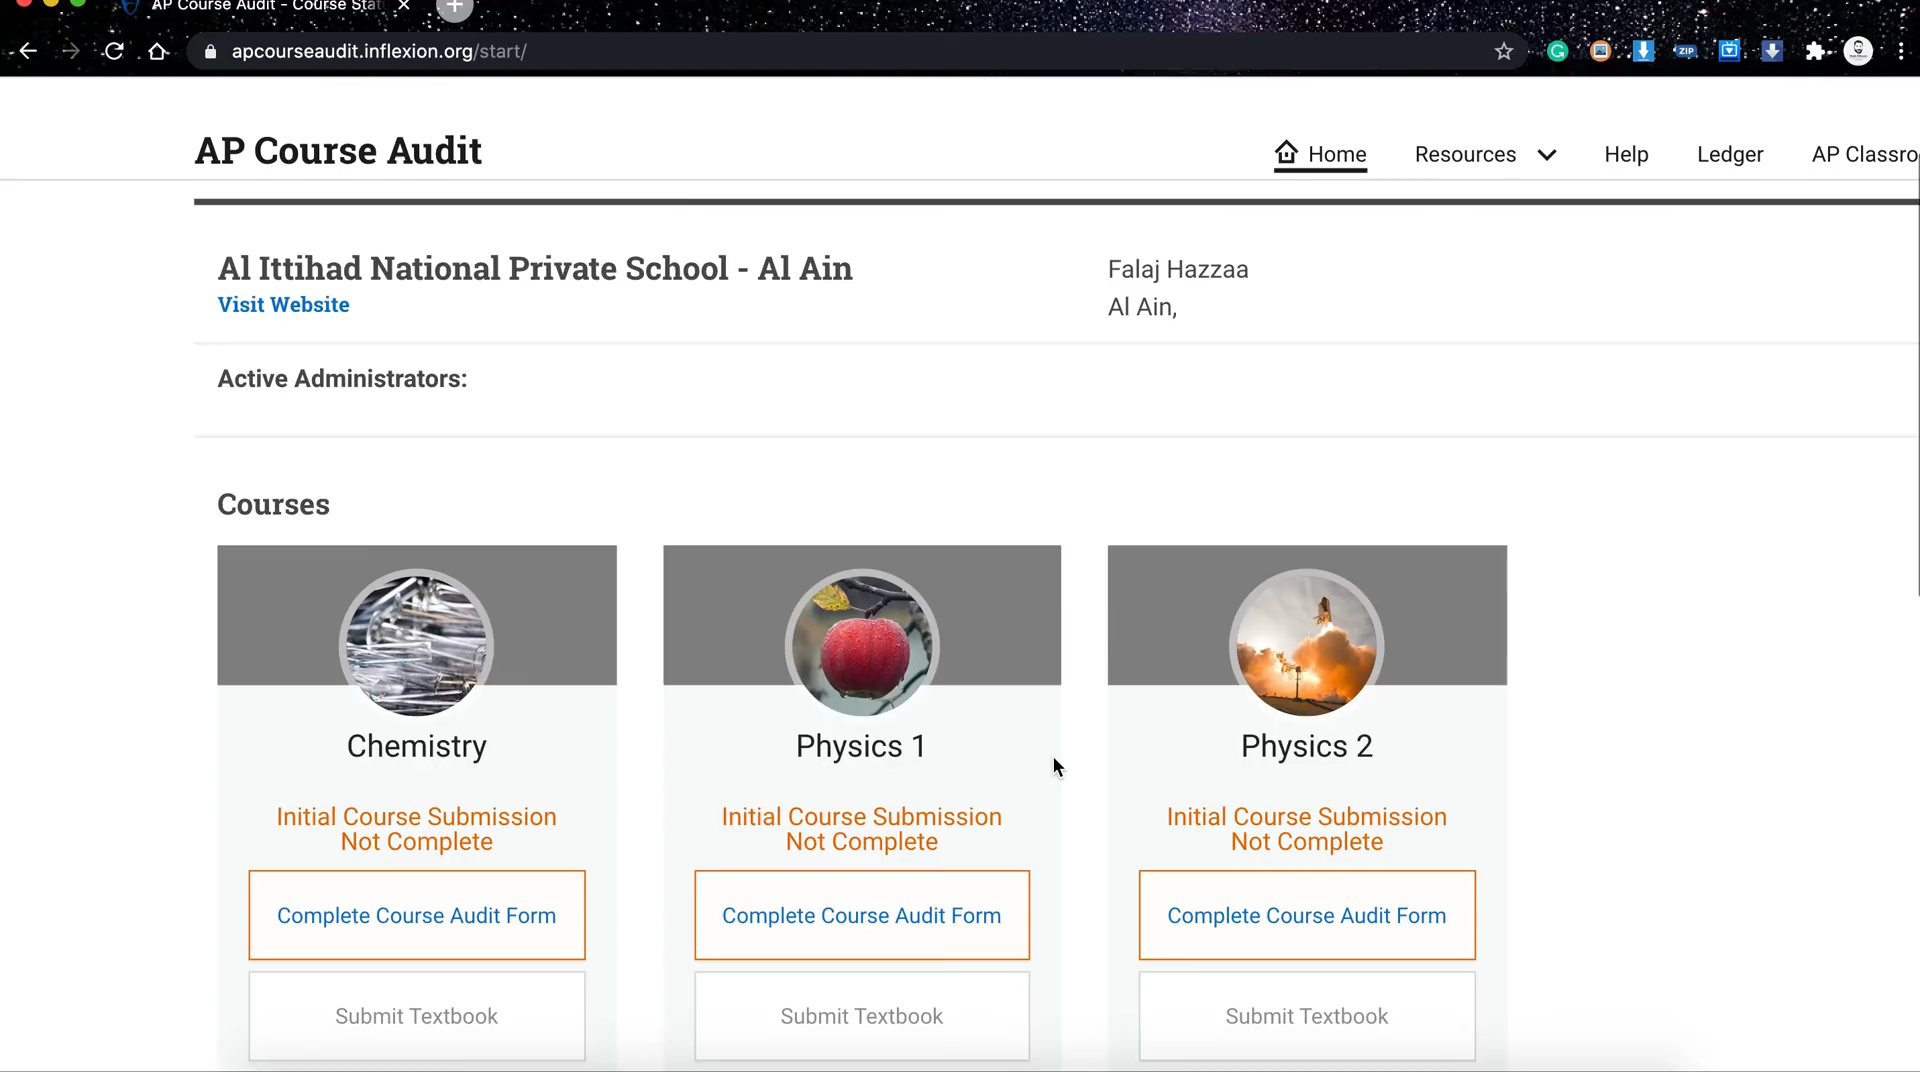 AP Course Audit - Course Stat
apcourseaudit.inflexion.org/start/
ZIP
AP Course Audit
Home
Resources
Help
Ledger
AP Classro
Al Ittihad National Private School - Al Ain
Visit Website
Falaj Hazzaa
Al Ain,
Active Administrators:
Courses
Chemistry
Initial Course Submission
Not Complete
Complete Course Audit Form
Submit Textbook
Physics 1
Initial Course Submission
Not Complete
Complete Course Audit Form
Submit Textbook
Physics 2
Initial Course Submission
Not Complete
Complete Course Audit Form
Submit Textbook